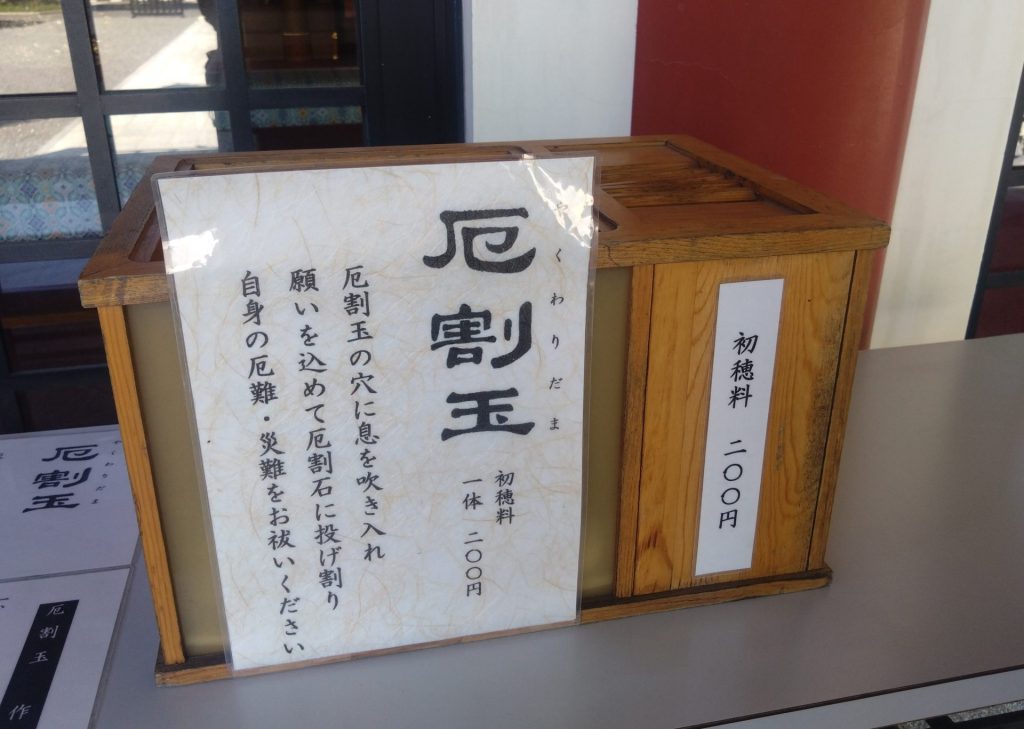 厄割玉
やくわりだま
初穂料
一体 二〇〇円
厄割玉の穴に息を吹き入れ
願いを込めて厄割石に投げ割り
自身の厄難・災難をお祓いください
初穂料 二〇〇円
厄割玉
厄割玉 作